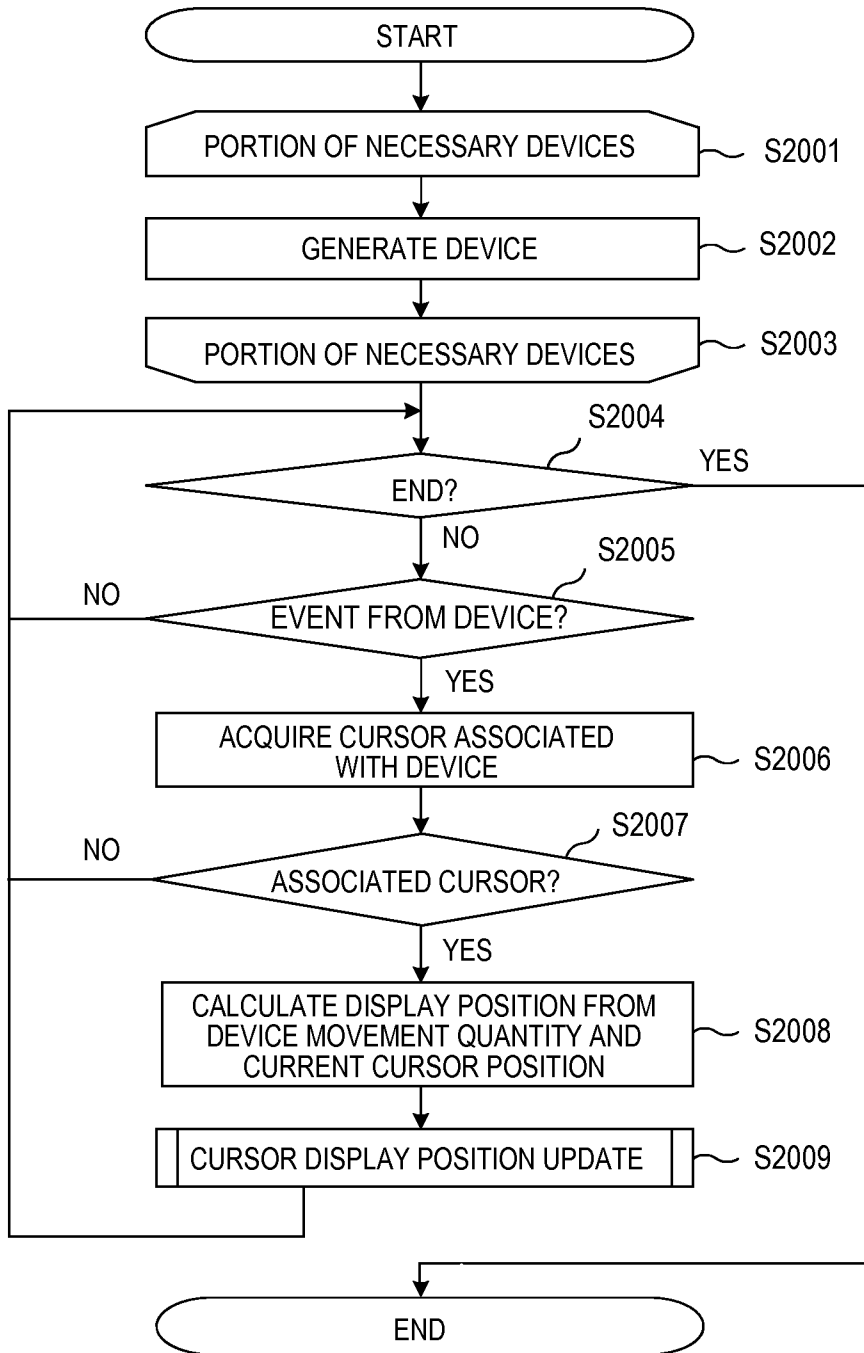 START
PORTION OF NECESSARY DEVICES
S2001
GENERATE DEVICE
S2002
PORTION OF NECESSARY DEVICES
S2003
S2004
END?
YES
NO
S2005
EVENT FROM DEVICE?
NO
YES
ACQUIRE CURSOR ASSOCIATED
WITH DEVICE
S2006
S2007
ASSOCIATED CURSOR?
NO
YES
CALCULATE DISPLAY POSITION FROM
DEVICE MOVEMENT QUANTITY AND
CURRENT CURSOR POSITION
S2008
CURSOR DISPLAY POSITION UPDATE
S2009
END